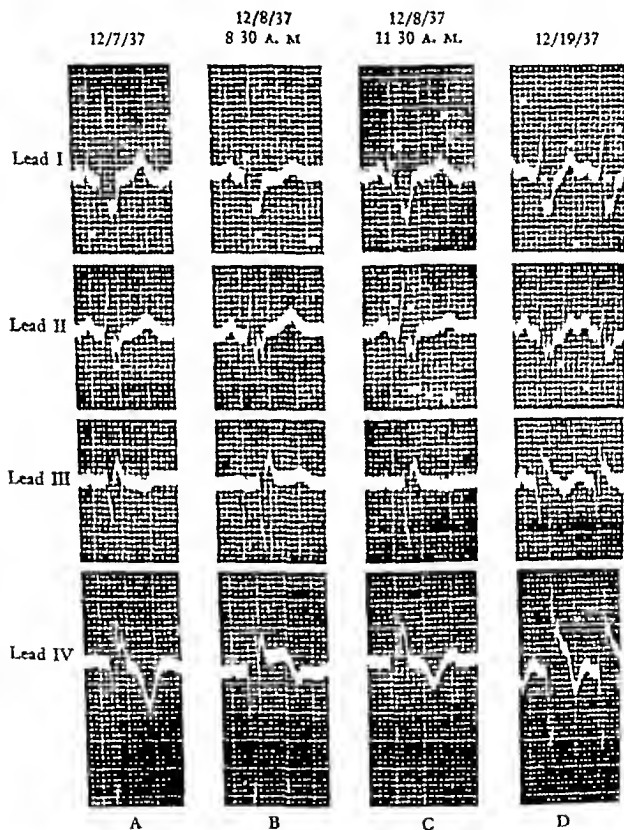 12/7/37
12/8/37
8 30 A. M
12/8/37
11 30 A. M.
12/19/37
Lead I
Lead II
Lead III
Lead IV
A B C D